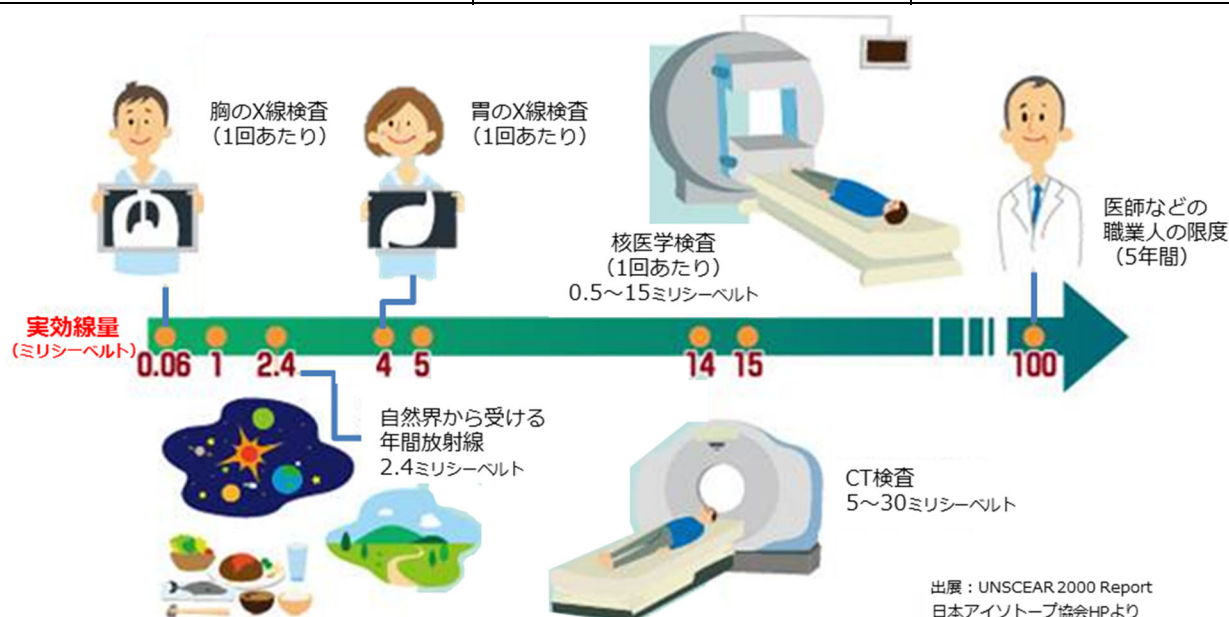 胸のX線検査
（1回あたり）
胃のX線検査
（1回あたり）
核医学検査
（1回あたり）
0.5～15ミリシーベルト
医師などの
職業人の限度
（5年間）
実効線量
（ミリシーベルト）
0.06 1 2.4 4 5 14 15 100
自然界から受ける
年間放射線
2.4ミリシーベルト
CT検査
5～30ミリシーベルト
出展：UNSCEAR 2000 Report
日本アイソトープ協会HPより